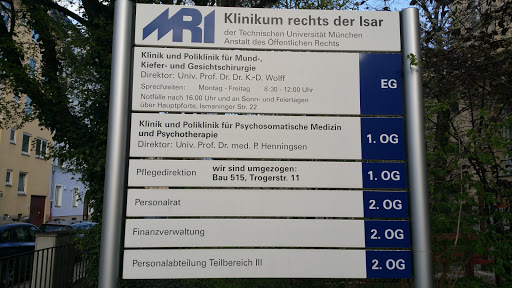 MRI Klinikum rechts der Isar
der Technischen Universität München
Anstalt des Öffentlichen Rechts
Klinik und Poliklinik für Mund-,
Kiefer- und Gesichtschirurgie
Direktor: Univ. Prof. Dr. Dr. K.-D. Wolff
Sprechzeiten: Montag - Freitag 8:30 - 12:00 Uhr
Notfälle nach 16.00 Uhr und an Sonn- und Feiertagen
über Hauptpforte, Ismaninger Str. 22
EG
Klinik und Poliklinik für Psychosomatische Medizin
und Psychotherapie
Direktor: Univ. Prof. Dr. med. P. Henningsen
1. OG
Pflegedirektion wir sind umgezogen:
Bau 515, Trogerstr. 11
1. OG
Personalrat 2. OG
Finanzverwaltung 2. OG
Personalabteilung Teilbereich III 2. OG